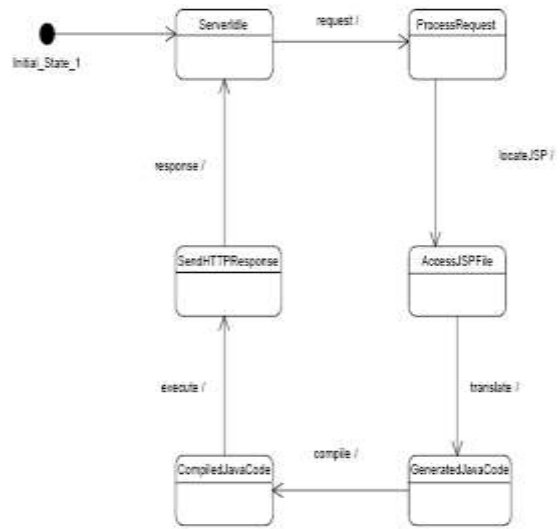 ServerIdle
request /
ProcessRequest
Initial_State_1
locateJSP /
response /
SendHTTPResponse
AccessJSPFile
execute /
translate /
compile /
CompiledJavaCode
GeneratedJavaCode